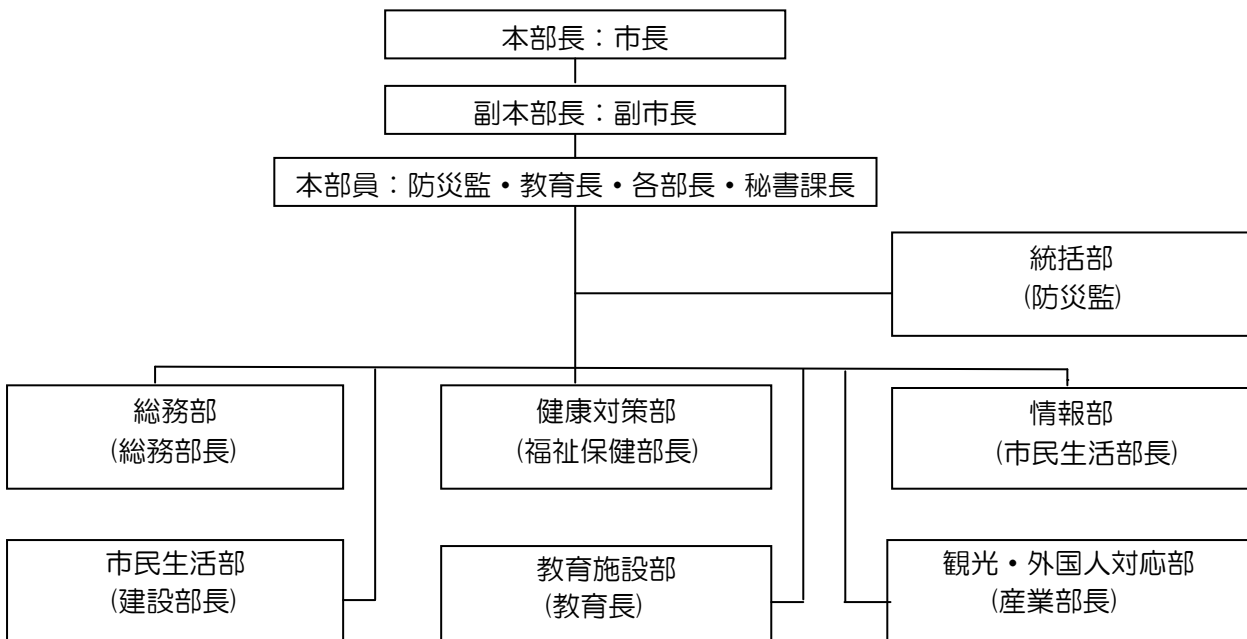 本部長：市長
副本部長：副市長
本部員：防災監・教育長・各部長・秘書課長
統括部
(防災監)
総務部
(総務部長)
健康対策部
(福祉保健部長)
情報部
(市民生活部長)
市民生活部
(建設部長)
教育施設部
(教育長)
観光・外国人対応部
(産業部長)